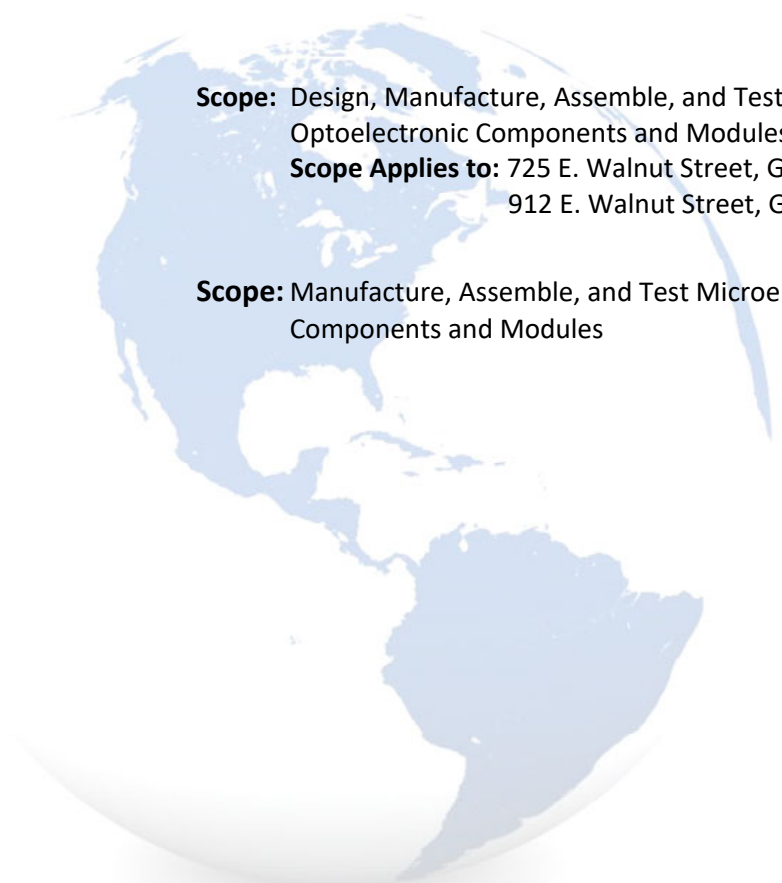 Scope: Design, Manufacture, Assemble, and Test
Optoelectronic Components and Modules
Scope Applies to: 725 E. Walnut Street, G
912 E. Walnut Street, G
Scope: Manufacture, Assemble, and Test Microe
Components and Modules